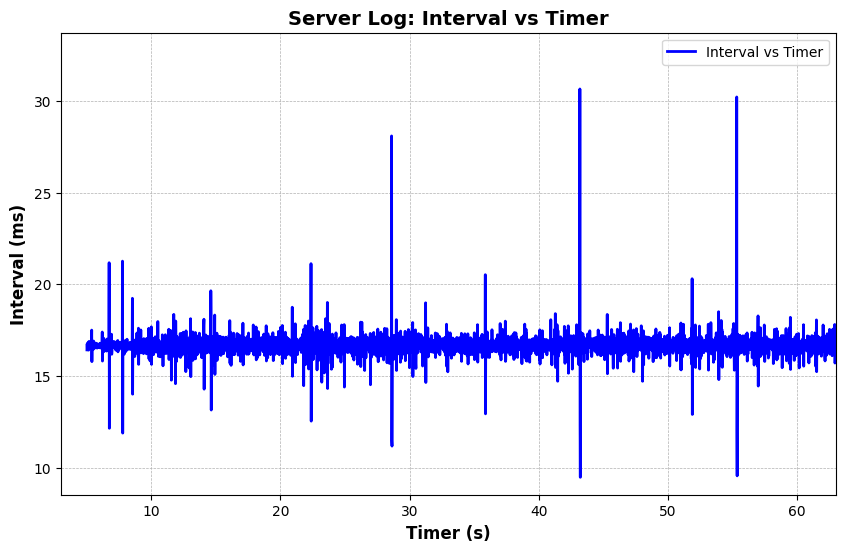 Server Log: Interval vs Timer
Interval vs Timer
30
25
20
15
10
Interval (ms)
10 20 30 40 50 60
Timer (s)